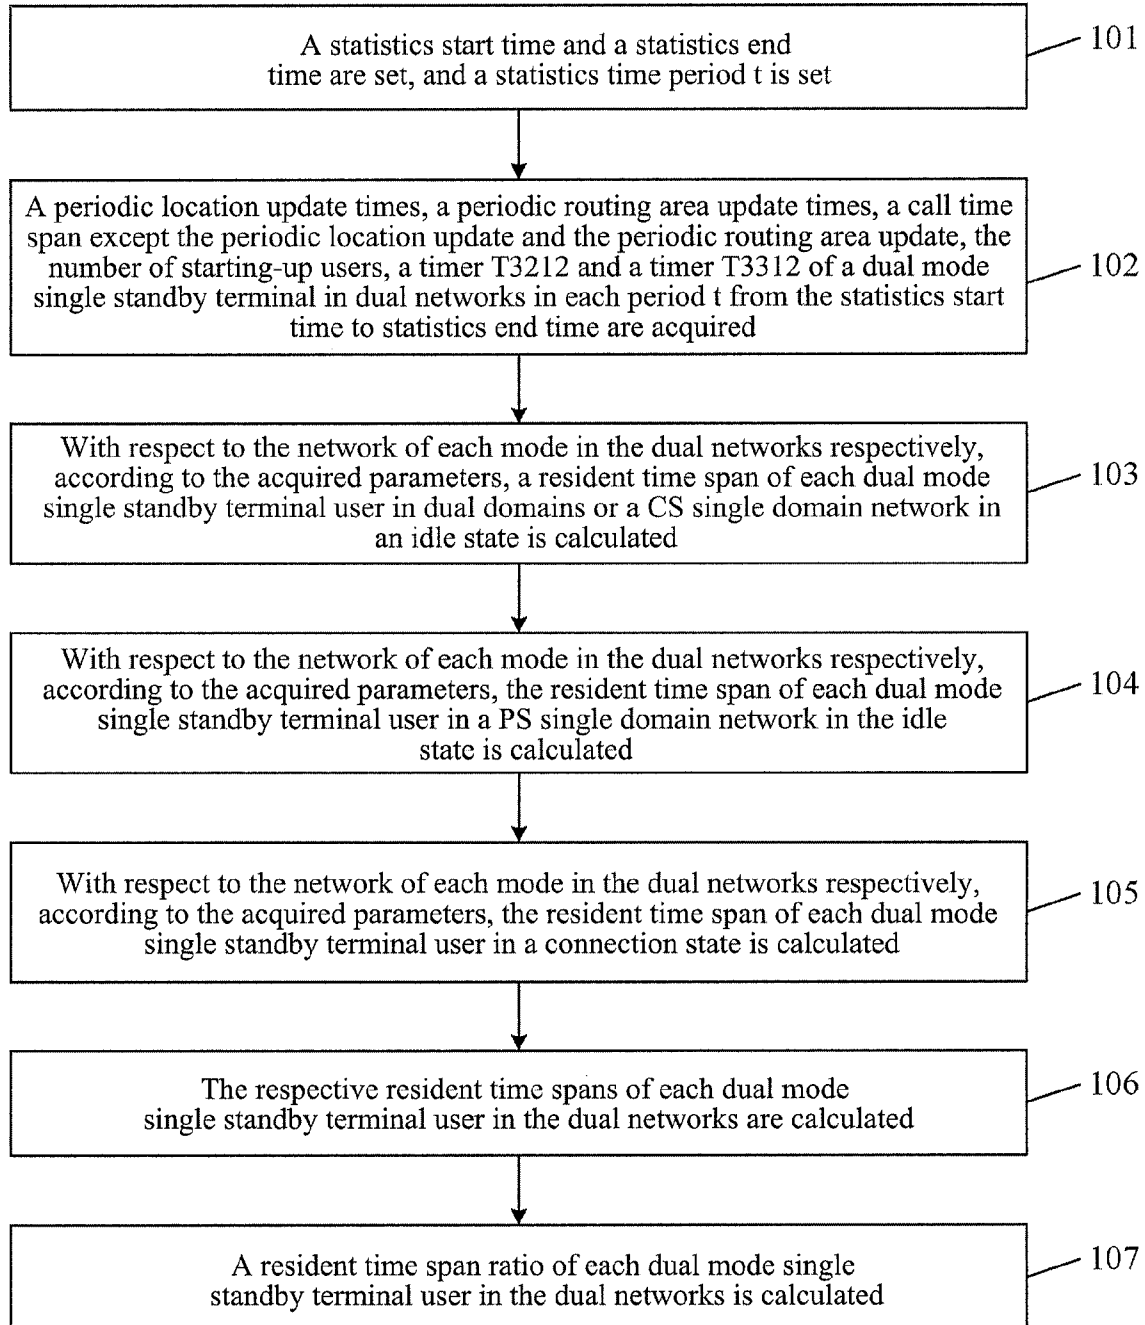 A statistics start time and a statistics end
time are set, and a statistics time period t is set
101
A periodic location update times, a periodic routing area update times, a call time
span except the periodic location update and the periodic routing area update, the
number of starting-up users, a timer T3212 and a timer T3312 of a dual mode
single standby terminal in dual networks in each period t from the statistics start
time to statistics end time are acquired
102
With respect to the network of each mode in the dual networks respectively,
according to the acquired parameters, a resident time span of each dual mode
single standby terminal user in dual domains or a CS single domain network in
an idle state is calculated
103
With respect to the network of each mode in the dual networks respectively,
according to the acquired parameters, the resident time span of each dual mode
single standby terminal user in a PS single domain network in the idle
state is calculated
104
With respect to the network of each mode in the dual networks respectively,
according to the acquired parameters, the resident time span of each dual mode
single standby terminal user in a connection state is calculated
105
The respective resident time spans of each dual mode
single standby terminal user in the dual networks are calculated
106
A resident time span ratio of each dual mode single
standby terminal user in the dual networks is calculated
107